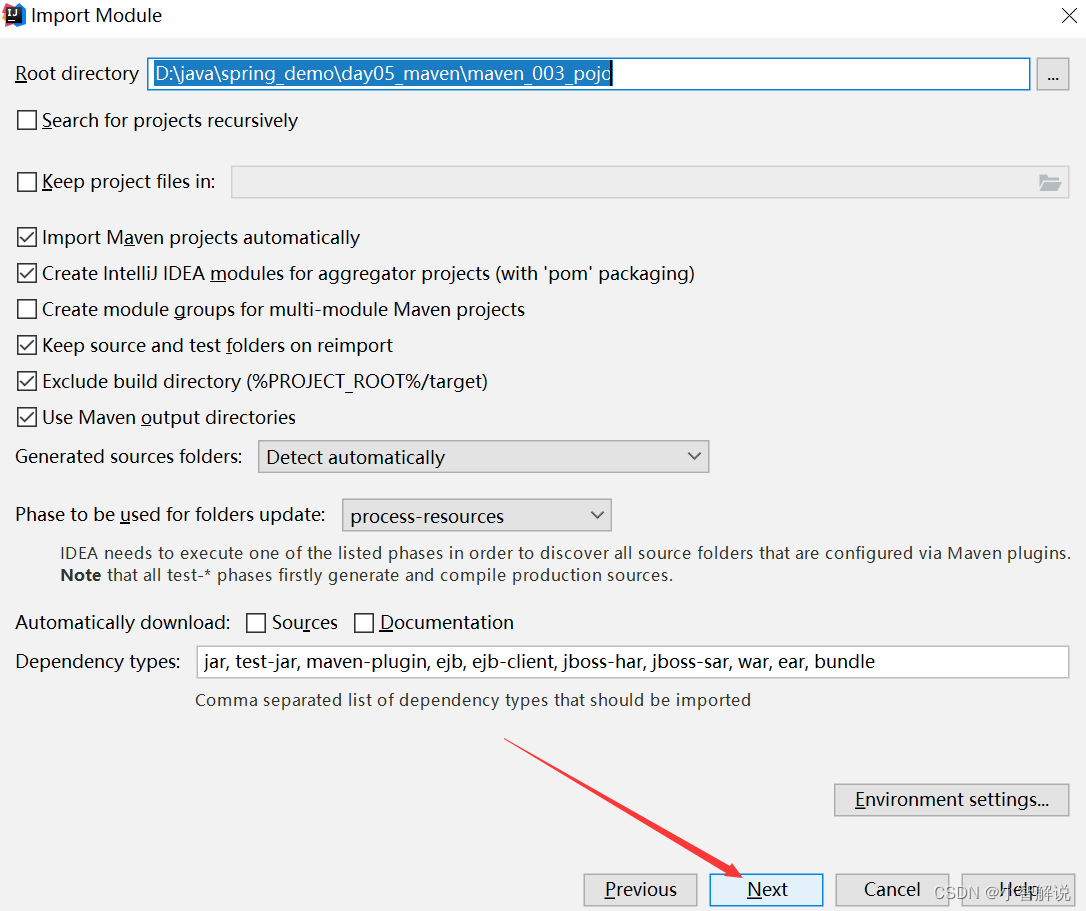 Import Module
Root directory D:\java\spring_demo\day05_maven\maven_003_pojo ...
Search for projects recursively
Keep project files in:
Import Maven projects automatically
Create IntelliJ IDEA modules for aggregator projects (with 'pom' packaging)
Create module groups for multi-module Maven projects
Keep source and test folders on reimport
Exclude build directory (%PROJECT_ROOT%/target)
Use Maven output directories
Generated sources folders: Detect automatically
Phase to be used for folders update: process-resources
IDEA needs to execute one of the listed phases in order to discover all source folders that are configured via Maven plugins.
Note that all test-* phases firstly generate and compile production sources.
Automatically download: Sources Documentation
Dependency types: jar, test-jar, maven-plugin, ejb, ejb-client, jboss-har, jboss-sar, war, ear, bundle
Comma separated list of dependency types that should be imported
Environment settings...
Previous Next Cancel Help
CSDN @小智解说